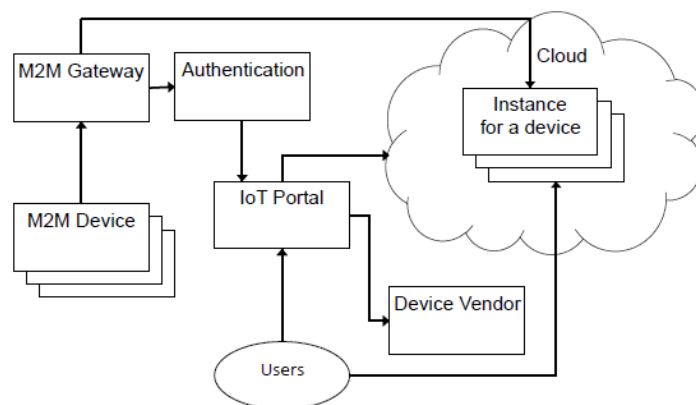 M2M Gateway
Authentication
Cloud
Instance
for a device
M2M Device
IoT Portal
Device Vendor
Users